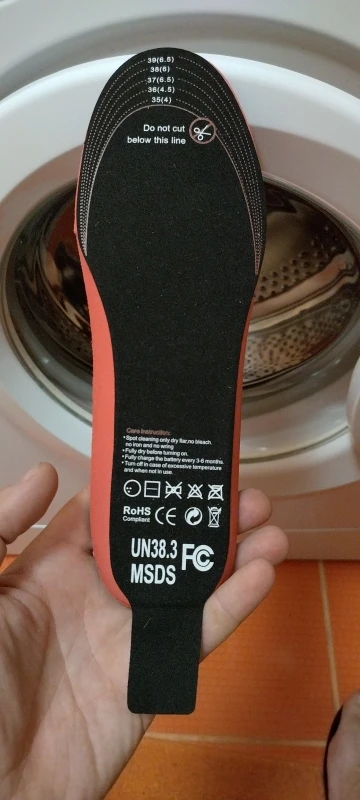 39(6.5)
38(6)
37(6.5)
36(4.5)
35(4)
Do not cut
below this line
Care Instruction:
• Spot cleaning only dry flar,no bleach.
no iron and no wring
• Fully dry before turning on.
• Fully charge the battery every 3-6 months.
• Turn off in case of excessive temperature
and when not in use.
RoHS
Compliant
CE
UN38.3
FC
MSDS